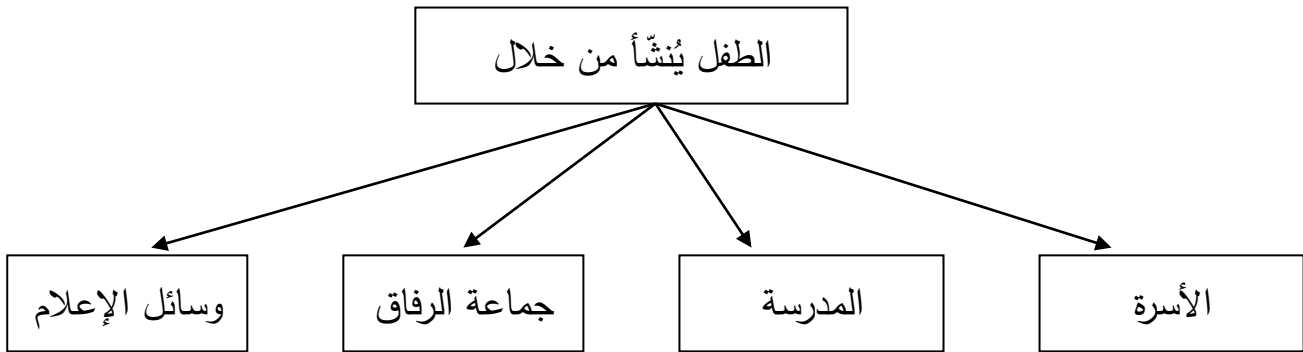 الطفل يُنشّأ من خلال
الأسرة
المدرسة
جماعة الرفاق
وسائل الإعلام